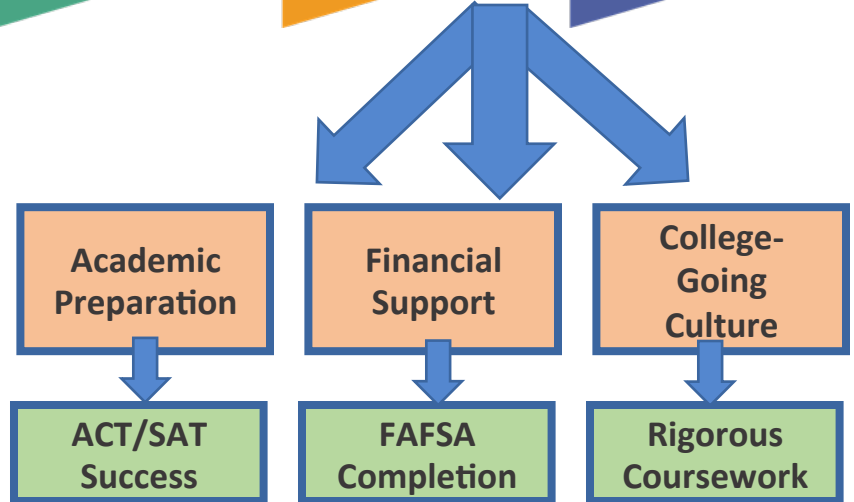 Academic
Preparation
Financial
Support
College-
Going
Culture
ACT/SAT
Success
FAFSA
Completion
Rigorous
Coursework